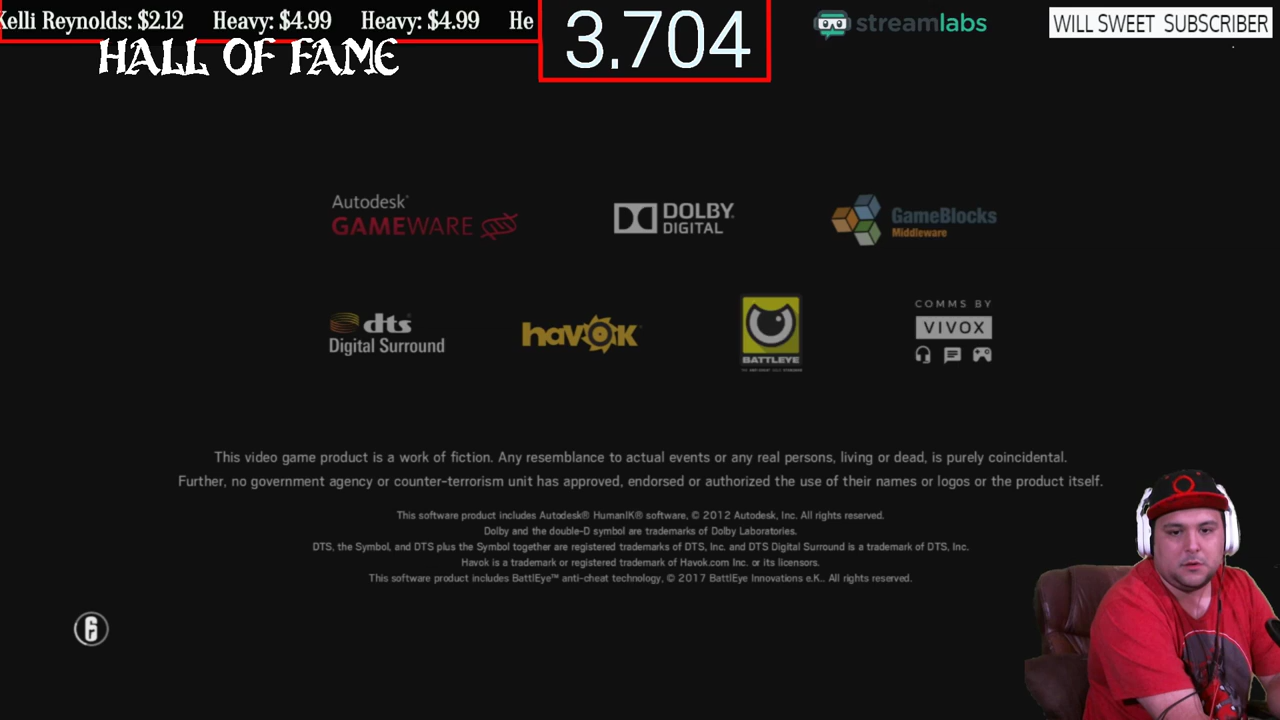 Kelli Reynolds: $2.12 Heavy: $4.99 Heavy: $4.99 He
HALL OF FAME
3.704
streamlabs
WILL SWEET SUBSCRIBER
Autodesk®
GAMEWARE
DOLBY
DIGITAL
GameBlocks
Middleware
dts
Digital Surround
havok
BATTLEYE
COMMS BY
VIVOX
This video game product is a work of fiction. Any resemblance to actual events or any real persons, living or dead, is purely coincidental.
Further, no government agency or counter-terrorism unit has approved, endorsed or authorized the use of their names or logos or the product itself.
This software product includes Autodesk® HumanIK® software, © 2012 Autodesk, Inc. All rights reserved.
Dolby and the double-D symbol are trademarks of Dolby Laboratories.
DTS, the Symbol, and DTS plus the Symbol together are registered trademarks of DTS, Inc. and DTS Digital Surround is a trademark of DTS, Inc.
Havok is a trademark or registered trademark of Havok.com Inc. or its licensors.
This software product includes BattlEye™ anti-cheat technology, © 2017 BattlEye Innovations e.K.. All rights reserved.
6